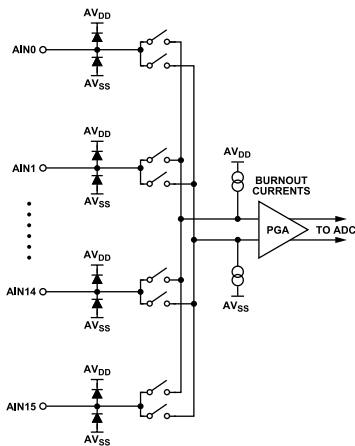 AVDD
AIN0
AVSS
AVDD
AIN1
AVSS
AVDD
BURNOUT
CURRENTS
PGA
TO ADC
AVSS
AVDD
AIN14
AVSS
AVDD
AIN15
AVSS